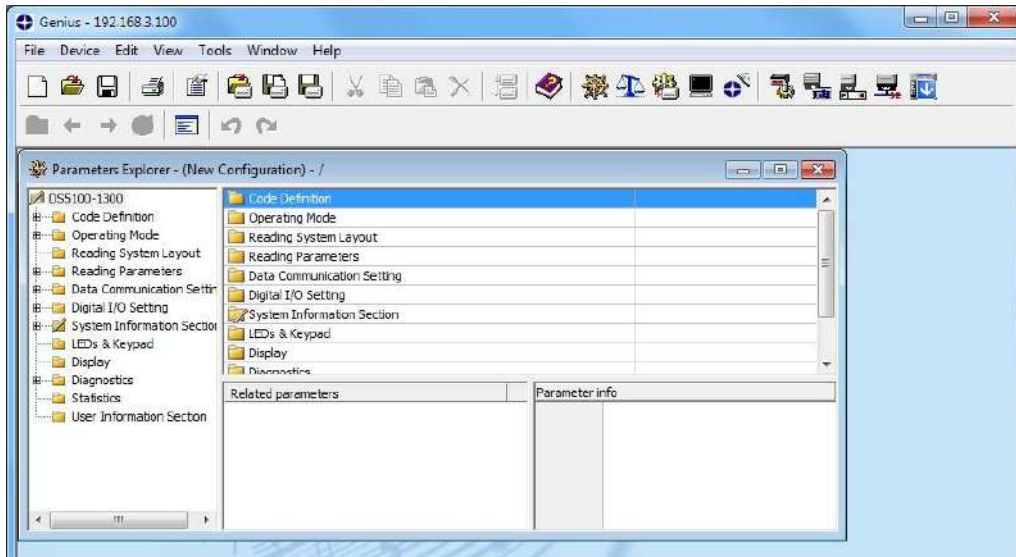 Genius - 192.168.3.100
File Device Edit View Tools Window Help
Parameters Explorer - (New Configuration) - /
DS5100-1300
Code Definition
Operating Mode
Reading System Layout
Reading Parameters
Data Communication Settin
Digital I/O Setting
System Information Section
LEDs & Keypad
Display
Diagnostics
Statistics
User Information Section
Code Definition
Operating Mode
Reading System Layout
Reading Parameters
Data Communication Setting
Digital I/O Setting
System Information Section
LEDs & Keypad
Display
Diagnostics
Related parameters
Parameter info